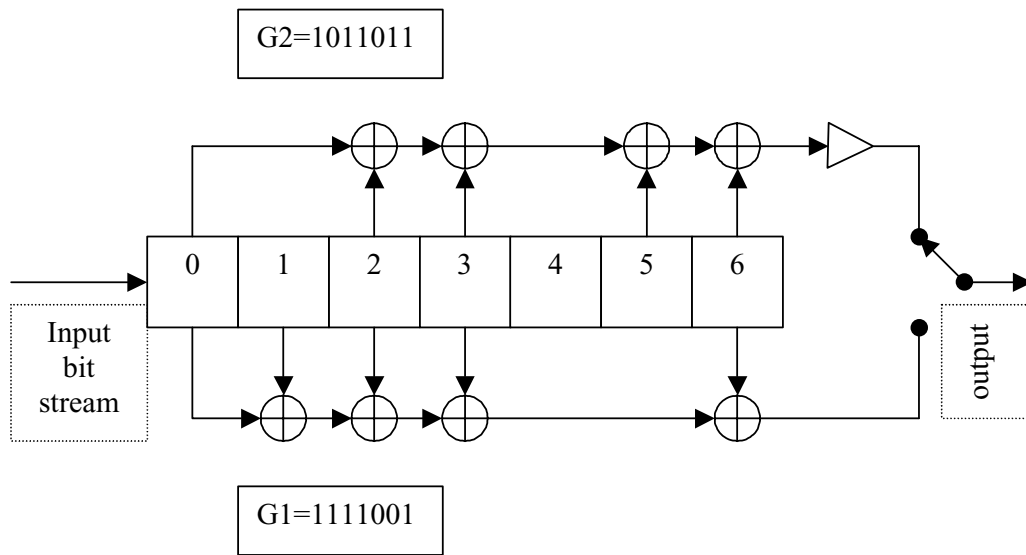 G2=1011011
0 1 2 3 4 5 6
Input
bit
stream
output
G1=1111001